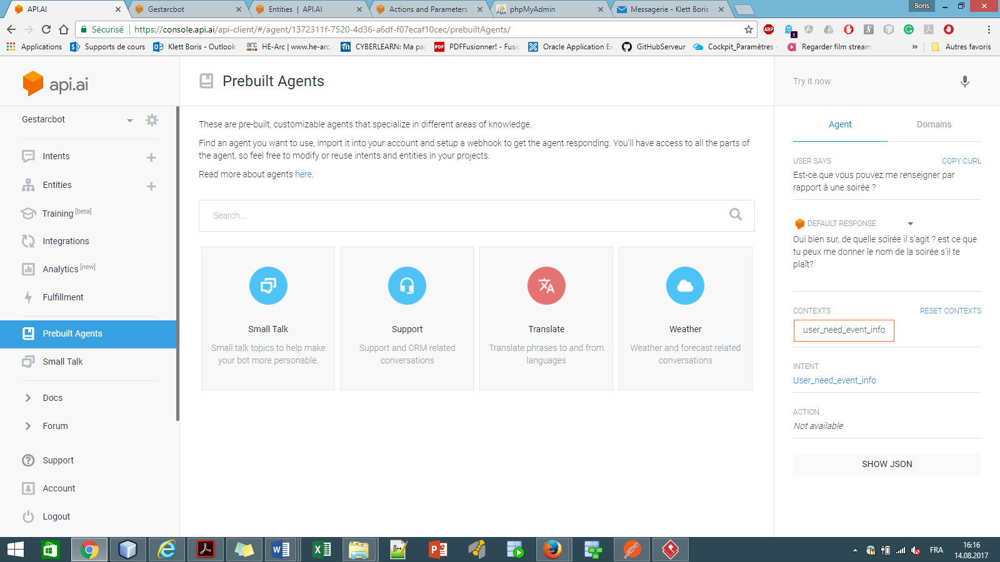 API.AI
Gestarcbot
Entities | API.AI
Actions and Parameters
phpMyAdmin
Messagerie - Klett Boris -
Boris
Sécurisé
https://console.api.ai/api-client/#/agent/1372311f-7520-4d36-a6df-f07ecaf10cec/prebuiltAgents/
ABP
1
Applications
Supports de cours
Klett Boris - Outlook
HE-Arc | www.he-arc.
CYBERLEARN: Ma pag
PDFFusionner! - Fusio
Oracle Application Ex
GitHubServeur
Cockpit_Paramètres -
Regarder film stream
»
Autres favoris
api.ai
Prebuilt Agents
Try it now
Gestarcbot
Intents
Entities
Training [beta]
Integrations
Analytics [new]
Fulfillment
Prebuilt Agents
Small Talk
Docs
Forum
Support
Account
Logout
These are pre-built, customizable agents that specialize in different areas of knowledge.
Find an agent you want to use, import it into your account and setup a webhook to get the agent responding. You'll have access to all the parts of
the agent, so feel free to modify or reuse intents and entities in your projects.
Read more about agents here.
Search...
Small Talk
Small talk topics to help make
your bot more personable.
Support
Support and CRM related
conversations
Translate
Translate phrases to and from
languages
Weather
Weather and forecast related
conversations
Agent
Domains
USER SAYS
COPY CURL
Est-ce que vous pouvez me renseigner par
rapport à une soirée ?
DEFAULT RESPONSE
Oui bien sur, de quelle soirée il s'agit ? est ce que
tu peux me donner le nom de la soirée s'il te
plaît?
CONTEXTS
RESET CONTEXTS
user_need_event_info
INTENT
User_need_event_info
ACTION
Not available
SHOW JSON
FRA
16:16
14.08.2017